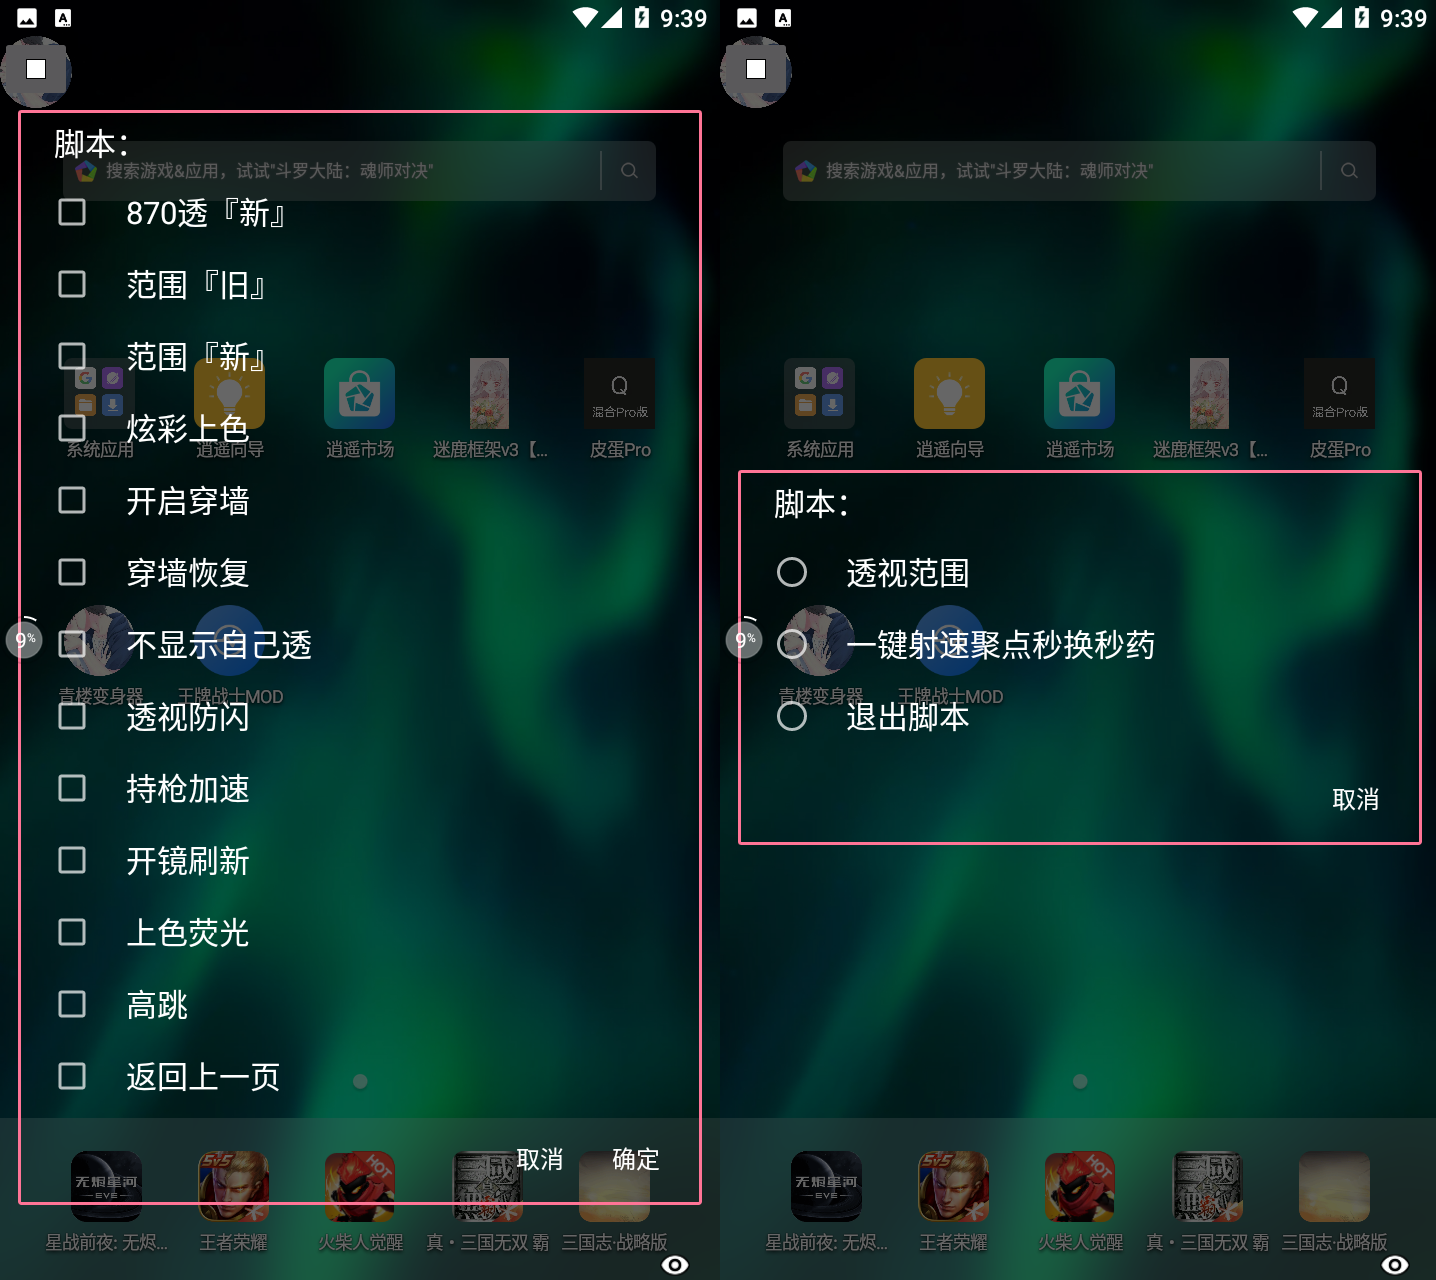 9:39
脚本：
搜索游戏&应用，试试"斗罗大陆：魂师对决"
870透『新』
范围『旧』
范围『新』
炫彩上色
混合Pro版
系统应用
逍遥向导
逍遥市场
迷鹿框架v3【...
皮蛋Pro
开启穿墙
穿墙恢复
9%
不显示自己透
青楼变身器
王牌战士MOD
透视防闪
持枪加速
开镜刷新
上色荧光
高跳
返回上一页
取消
确定
无烬星河
EVE
5v5
HOT
星战前夜: 无烬...
王者荣耀
火柴人觉醒
真・三国无双 霸
三国志·战略版
9:39
搜索游戏&应用，试试"斗罗大陆：魂师对决"
混合Pro版
系统应用
逍遥向导
逍遥市场
迷鹿框架v3【...
皮蛋Pro
脚本：
透视范围
9%
一键射速聚点秒换秒药
青楼变身器
王牌战士MOD
退出脚本
取消
无烬星河
EVE
5v5
HOT
星战前夜: 无烬...
王者荣耀
火柴人觉醒
真・三国无双 霸
三国志·战略版